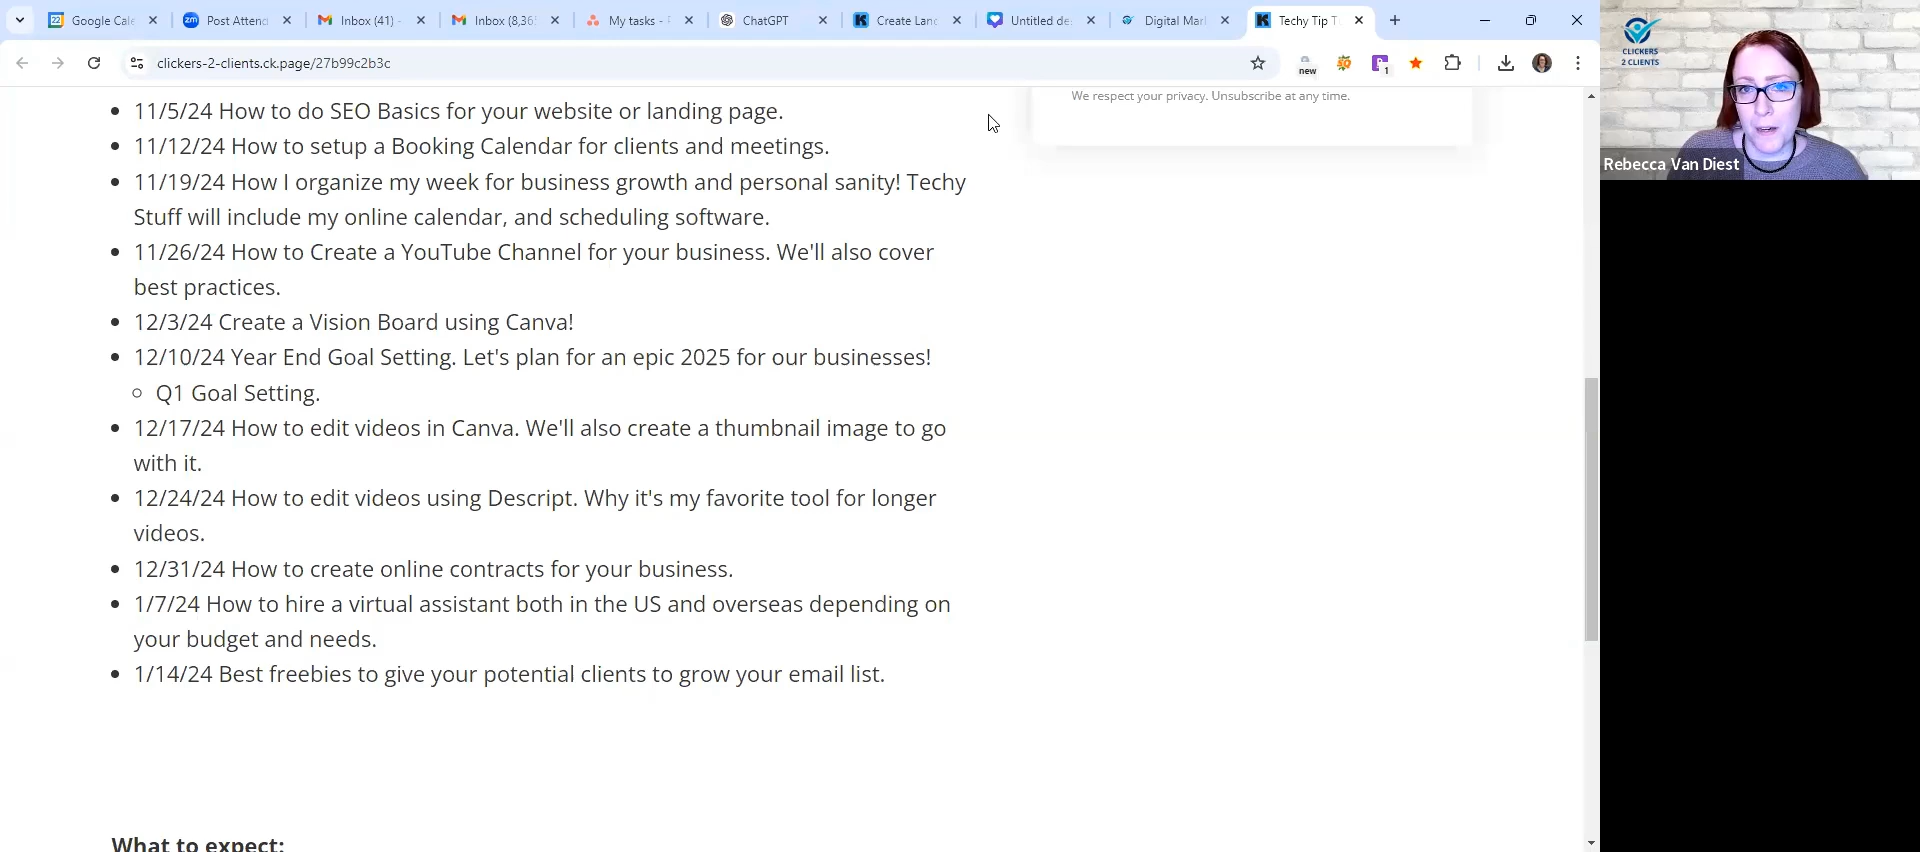 22 Google Cale
zm Post Attend
Inbox (41) -
Inbox (8,36
My tasks -
ChatGPT
K Create Lanc
Untitled de
Digital Mar
K Techy Tip T
clickers-2-clients.ck.page/27b99c2b3c
new
1
We respect your privacy. Unsubscribe at any time.
11/5/24 How to do SEO Basics for your website or landing page.
11/12/24 How to setup a Booking Calendar for clients and meetings.
11/19/24 How I organize my week for business growth and personal sanity! Techy
Stuff will include my online calendar, and scheduling software.
11/26/24 How to Create a YouTube Channel for your business. We'll also cover
best practices.
12/3/24 Create a Vision Board using Canva!
12/10/24 Year End Goal Setting. Let's plan for an epic 2025 for our businesses!
Q1 Goal Setting.
12/17/24 How to edit videos in Canva. We'll also create a thumbnail image to go
with it.
12/24/24 How to edit videos using Descript. Why it's my favorite tool for longer
videos.
12/31/24 How to create online contracts for your business.
1/7/24 How to hire a virtual assistant both in the US and overseas depending on
your budget and needs.
1/14/24 Best freebies to give your potential clients to grow your email list.
What to expect:
CLICKERS
2 CLIENTS
Rebecca Van Diest